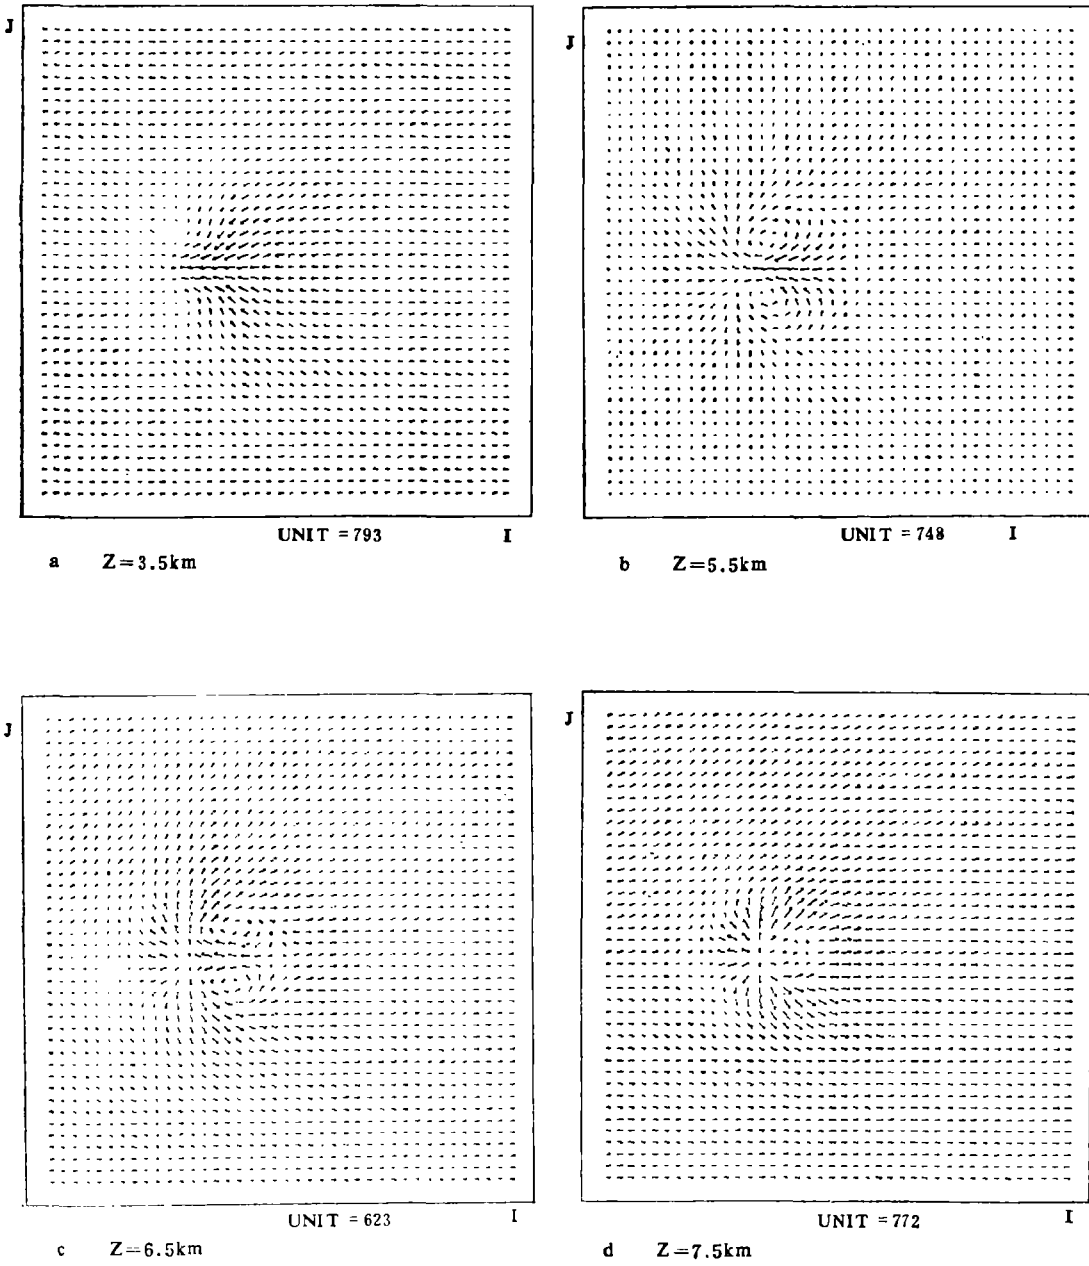 J
J
UNIT = 793 I
UNIT = 748 I
a Z = 3.5km
b Z = 5.5km
J
J
UNIT = 623 I
UNIT = 772 I
c Z = 6.5km
d Z = 7.5km